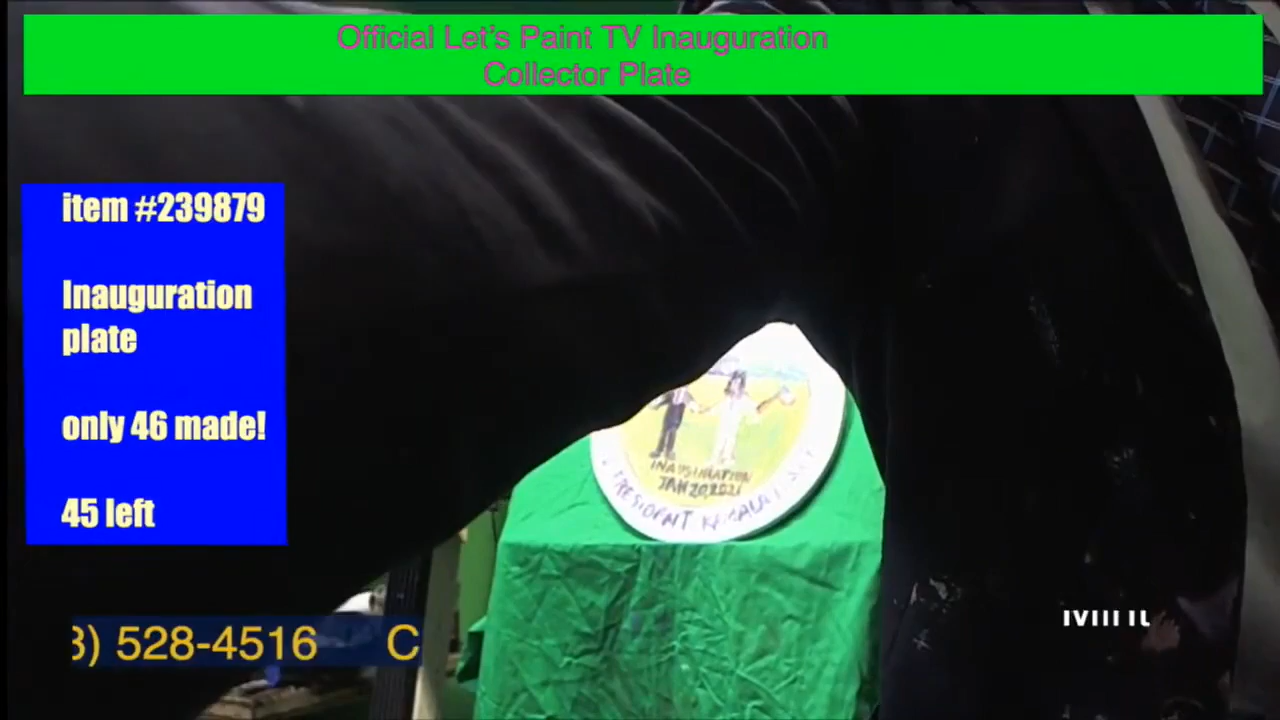 Official Let's Paint TV Inauguration
Collector Plate
item #239879
Inauguration
plate
only 46 made!
45 left
INAUGURATION
JAN 20, 2021
PRESIDENT KAMALA
3) 528-4516 C